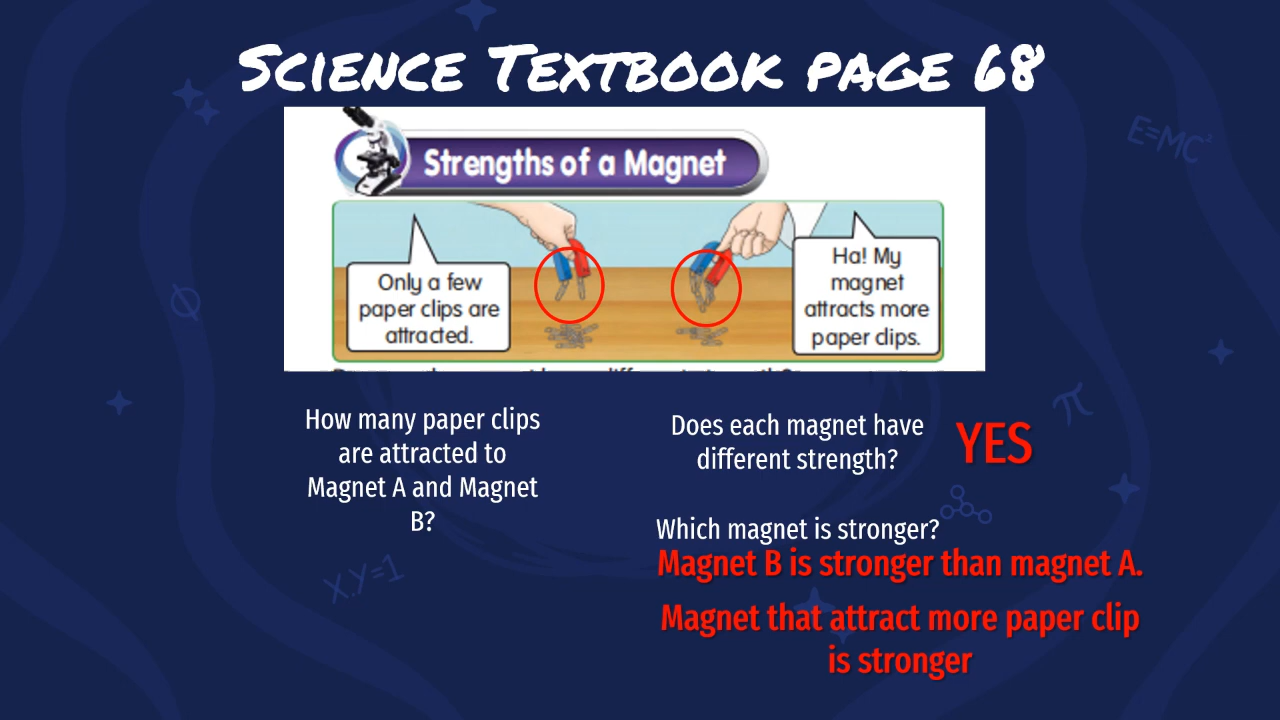 Science Textbook page 68
Strengths of a Magnet
Only a few
paper clips are
attracted.
Ha! My
magnet
attracts more
paper clips.
How many paper clips
are attracted to
Magnet A and Magnet
B?
Does each magnet have
different strength?
YES
Which magnet is stronger?
Magnet B is stronger than magnet A.
Magnet that attract more paper clip
is stronger
E=MC²
π
X.Y=1